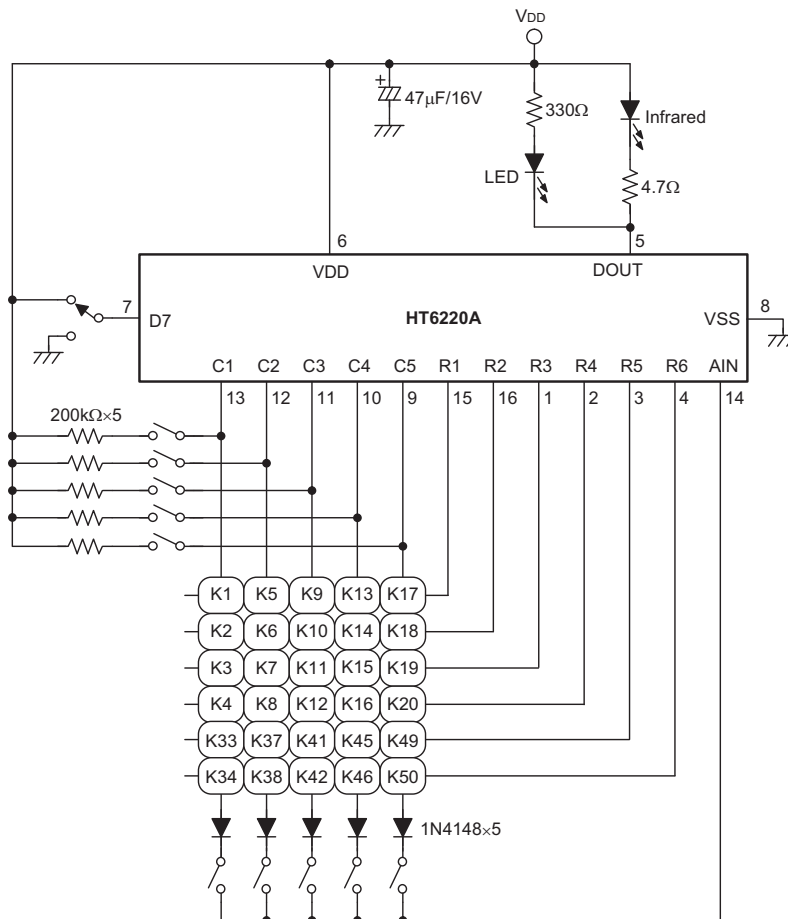 VDD
47μF/16V
330Ω
Infrared
LED
4.7Ω
6
5
VDD
DOUT
7
D7
HT6220A
VSS
8
C1 C2 C3 C4 C5 R1 R2 R3 R4 R5 R6 AIN
13 12 11 10 9 15 16 1 2 3 4 14
200kΩ×5
K1 K5 K9 K13 K17
K2 K6 K10 K14 K18
K3 K7 K11 K15 K19
K4 K8 K12 K16 K20
K33 K37 K41 K45 K49
K34 K38 K42 K46 K50
1N4148×5